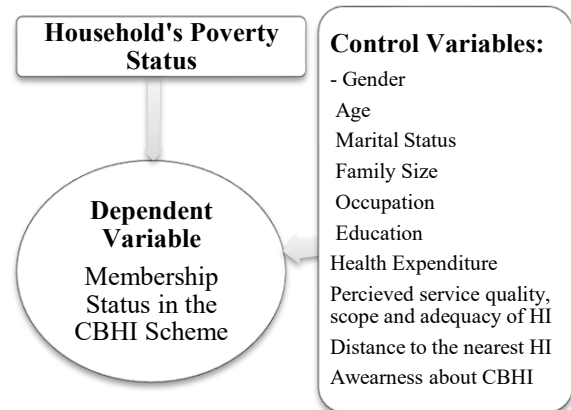 Household's Poverty
Status
Dependent
Variable
Membership
Status in the
CBHI Scheme
Control Variables:
- Gender
Age
Marital Status
Family Size
Occupation
Education
Health Expenditure
Percieved service quality,
scope and adequacy of HI
Distance to the nearest HI
Awearness about CBHI